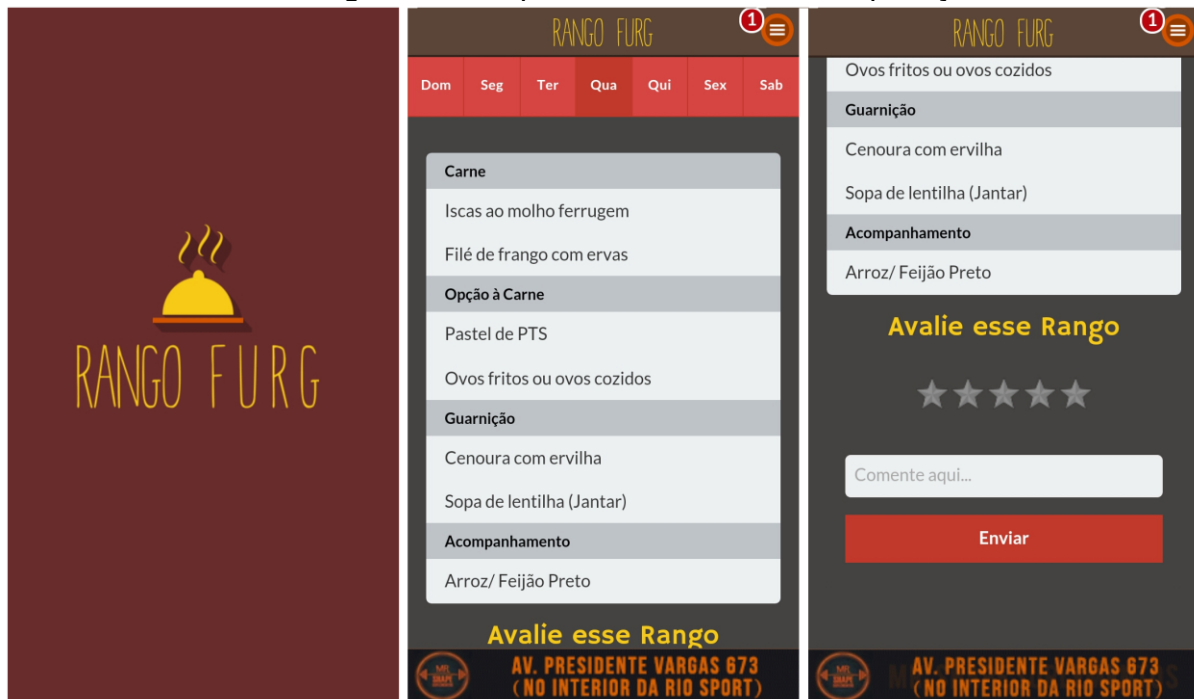 RANGO FURG
RANGO FURG
1
Dom Seg Ter Qua Qui Sex Sab
Carne
Iscas ao molho ferrugem
Filé de frango com ervas
Opção à Carne
Pastel de PTS
Ovos fritos ou ovos cozidos
Guarnição
Cenoura com ervilha
Sopa de lentilha (Jantar)
Acompanhamento
Arroz/ Feijão Preto
Avalie esse Rango
AV. PRESIDENTE VARGAS 673
(NO INTERIOR DA RIO SPORT)
RANGO FURG
1
Ovos fritos ou ovos cozidos
Guarnição
Cenoura com ervilha
Sopa de lentilha (Jantar)
Acompanhamento
Arroz/ Feijão Preto
Avalie esse Rango
Comente aqui...
Enviar
AV. PRESIDENTE VARGAS 673
(NO INTERIOR DA RIO SPORT)